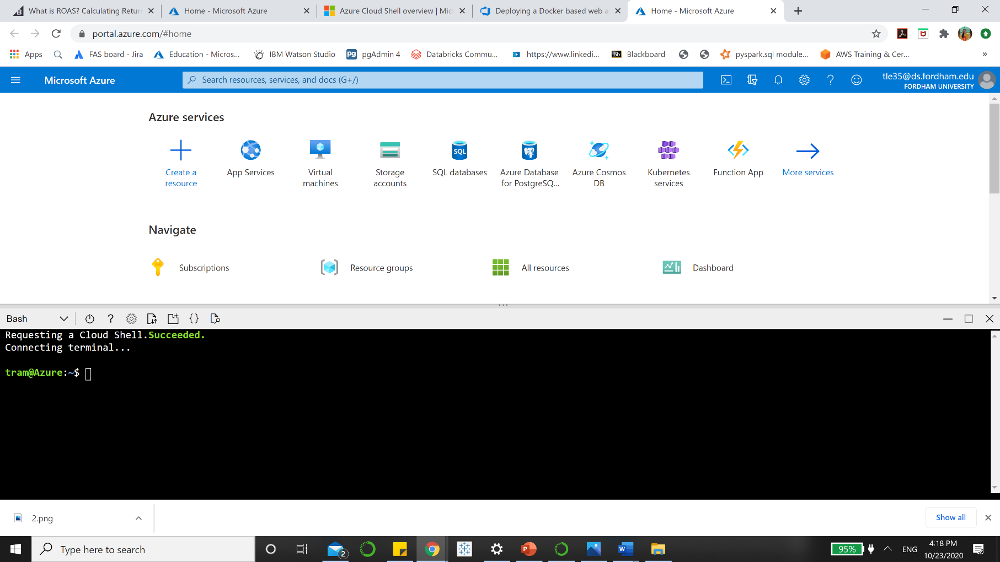 What is ROAS? Calculating Retur
Home - Microsoft Azure
Azure Cloud Shell overview | Mic
Deploying a Docker based web a
Home - Microsoft Azure
portal.azure.com/#home
Apps
FAS board - Jira
Education - Micros...
IBM Watson Studio
pg
pgAdmin 4
Databricks Commu...
https://www.linkedi...
Bb
Blackboard
pyspark.sql module...
AWS Training & Cer...
»
Microsoft Azure
Search resources, services, and docs (G+/)
tle35@ds.fordham.edu
FORDHAM UNIVERSITY
Azure services
Create a
resource
App Services
Virtual
machines
Storage
accounts
SQL
SQL databases
Azure Database
for PostgreSQ...
Azure Cosmos
DB
Kubernetes
services
Function App
More services
Navigate
Subscriptions
Resource groups
All resources
Dashboard
Bash
?
{}
Requesting a Cloud Shell.Succeeded.
Connecting terminal...
tram@Azure:~$
2.png
Show all
Type here to search
2
P
W
95%
ENG
4:18 PM
10/23/2020